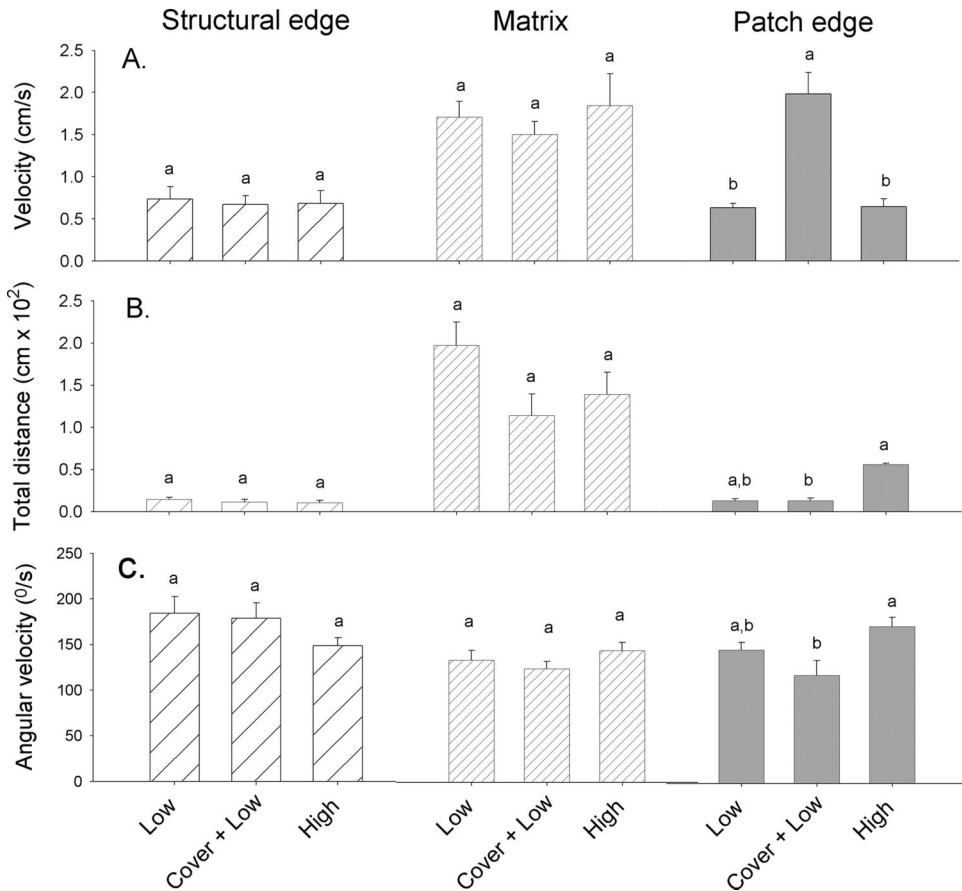 Structural edge Matrix Patch edge
A.
Velocity (cm/s)
2.5
2.0
1.5
1.0
0.5
0.0
a a a
a a a
b a b
B.
Total distance (cm x 10²)
2.5
2.0
1.5
1.0
0.5
0.0
a a a
a a a
a,b b a
C.
Angular velocity (⁰/s)
250
200
150
100
50
0
a a a
a a a
a,b b a
Low Cover + Low High Low Cover + Low High Low Cover + Low High